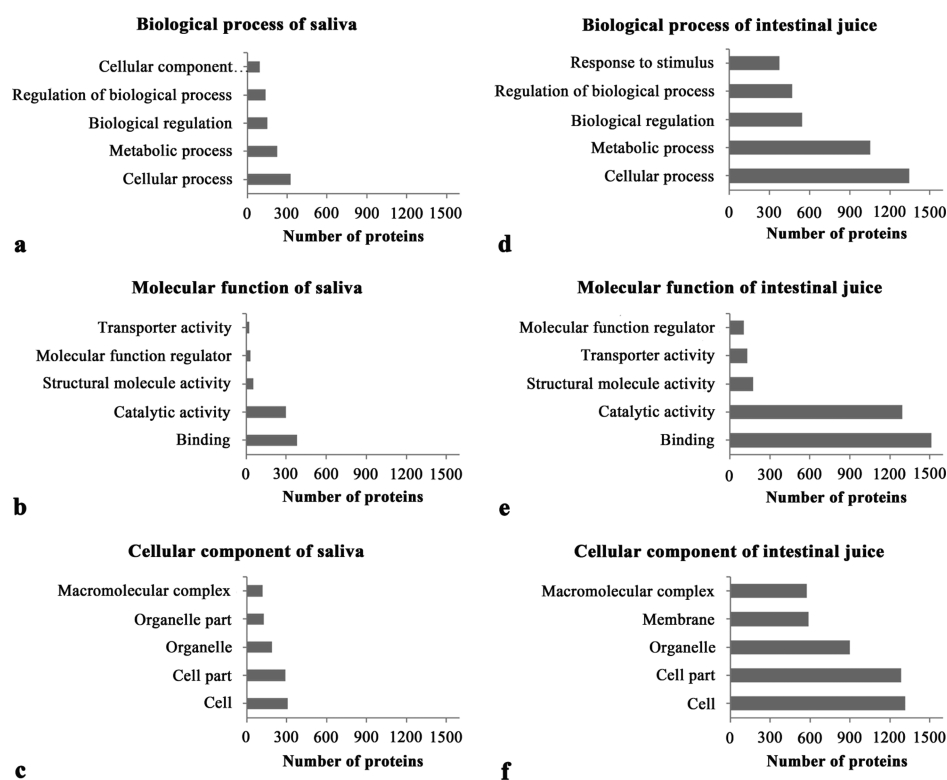 Biological process of saliva
Cellular component...
Regulation of biological process
Biological regulation
Metabolic process
Cellular process
0 300 600 900 1200 1500
Number of proteins
a
Biological process of intestinal juice
Response to stimulus
Regulation of biological process
Biological regulation
Metabolic process
Cellular process
0 300 600 900 1200 1500
Number of proteins
d
Molecular function of saliva
Transporter activity
Molecular function regulator
Structural molecule activity
Catalytic activity
Binding
0 300 600 900 1200 1500
Number of proteins
b
Molecular function of intestinal juice
Molecular function regulator
Transporter activity
Structural molecule activity
Catalytic activity
Binding
0 300 600 900 1200 1500
Number of proteins
e
Cellular component of saliva
Macromolecular complex
Organelle part
Organelle
Cell part
Cell
0 300 600 900 1200 1500
Number of proteins
c
Cellular component of intestinal juice
Macromolecular complex
Membrane
Organelle
Cell part
Cell
0 300 600 900 1200 1500
Number of proteins
f